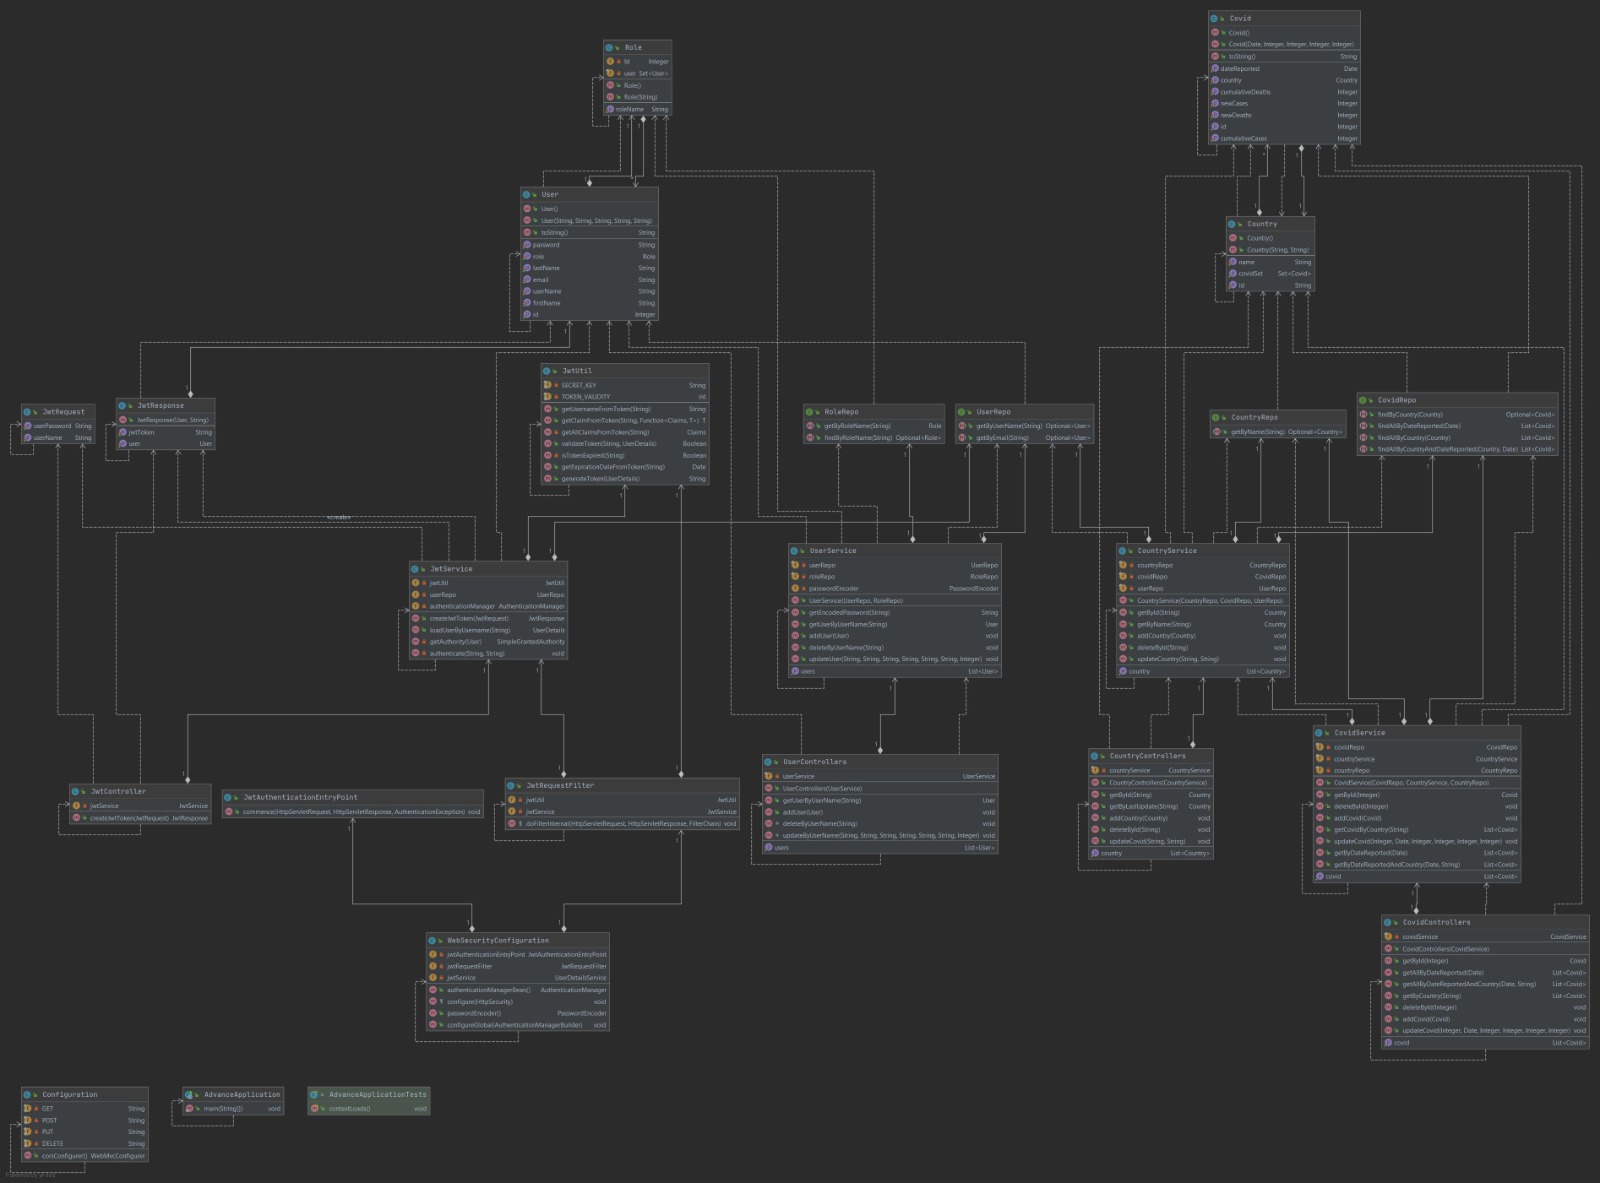 Covid
Covid()
Covid(Date, Integer, Integer, Integer, Integer)
toString() String
dateReported Date
country Country
cumulativeDeaths Integer
newCases Integer
newDeaths Integer
id Integer
cumulativeCases Integer
Role
id Integer
user Set<User>
Role()
Role(String)
roleName String
User
User()
User(String, String, String, String, String)
toString() String
password String
role Role
lastName String
email String
userName String
firstName String
id Integer
Country
Country()
Country(String, String)
name String
covidSet Set<Covid>
id String
JwtUtil
SECRET_KEY String
TOKEN_VALIDITY int
getUsernameFromToken(String) String
getClaimFromToken(String, Function<Claims, T>) T
getAllClaimsFromToken(String) Claims
validateToken(String, UserDetails) Boolean
isTokenExpired(String) Boolean
getExpirationDateFromToken(String) Date
generateToken(UserDetails) String
JwtRequest
userPassword String
userName String
JwtResponse
JwtResponse(User, String)
jwtToken String
user User
RoleRepo
getByRoleName(String) Role
findByRoleName(String) Optional<Role>
UserRepo
getByUserName(String) Optional<User>
getByEmail(String) Optional<User>
CountryRepo
getByName(String) Optional<Country>
CovidRepo
findByCountry(Country) Optional<Covid>
findAllByDateReported(Date) List<Covid>
findAllByCountry(Country) List<Covid>
findAllByCountryAndDateReported(Country, Date) List<Covid>
«create»
JwtService
jwtUtil JwtUtil
userRepo UserRepo
authenticationManager AuthenticationManager
createJwtToken(JwtRequest) JwtResponse
loadUserByUsername(String) UserDetails
getAuthority(User) SimpleGrantedAuthority
authenticate(String, String) void
UserService
userRepo UserRepo
roleRepo RoleRepo
passwordEncoder PasswordEncoder
UserService(UserRepo, RoleRepo)
getEncodedPassword(String) String
getUserByUserName(String) User
addUser(User) void
deleteByUserName(String) void
updateUser(String, String, String, String, String, String, Integer) void
users List<User>
CountryService
countryRepo CountryRepo
covidRepo CovidRepo
userRepo UserRepo
CountryService(CountryRepo, CovidRepo, UserRepo)
getById(String) Country
getByName(String) Country
addCountry(Country) void
deleteById(String) void
updateCountry(String, String) void
country List<Country>
CovidService
covidRepo CovidRepo
countryService CountryService
countryRepo CountryRepo
CovidService(CovidRepo, CountryService, CountryRepo)
getById(Integer) Covid
deleteById(Integer) void
addCovid(Covid) void
getCovidByCountry(String) List<Covid>
updateCovid(Integer, Date, Integer, Integer, Integer, Integer) void
getByDateReported(Date) List<Covid>
getByDateReportedAndCountry(Date, String) List<Covid>
covid List<Covid>
JwtController
jwtService JwtService
createJwtToken(JwtRequest) JwtResponse
JwtAuthenticationEntryPoint
commence(HttpServletRequest, HttpServletResponse, AuthenticationException) void
JwtRequestFilter
jwtUtil JwtUtil
jwtService JwtService
doFilterInternal(HttpServletRequest, HttpServletResponse, FilterChain) void
UserControllers
userService UserService
UserControllers(UserService)
getUserByUserName(String) User
addUser(User) void
deleteByUserName(String) void
updateByUserName(String, String, String, String, String, String, Integer) void
users List<User>
CountryControllers
countryService CountryService
CountryControllers(CountryService)
getById(String) Country
getByLastUpdate(String) Country
addCountry(Country) void
deleteById(String) void
updateCovid(String, String) void
country List<Country>
CovidControllers
covidService CovidService
CovidControllers(CovidService)
getById(Integer) Covid
getAllByDateReported(Date) List<Covid>
getAllByDateReportedAndCountry(Date, String) List<Covid>
getByCountry(String) List<Covid>
deleteById(Integer) void
addCovid(Covid) void
updateCovid(Integer, Date, Integer, Integer, Integer, Integer) void
covid List<Covid>
WebSecurityConfiguration
jwtAuthenticationEntryPoint JwtAuthenticationEntryPoint
jwtRequestFilter JwtRequestFilter
jwtService UserDetailsService
authenticationManagerBean() AuthenticationManager
configure(HttpSecurity) void
passwordEncoder() PasswordEncoder
configureGlobal(AuthenticationManagerBuilder) void
Configuration
GET String
POST String
PUT String
DELETE String
corsConfigurer() WebMvcConfigurer
AdvanceApplication
main(String[]) void
AdvanceApplicationTests
contextLoads() void